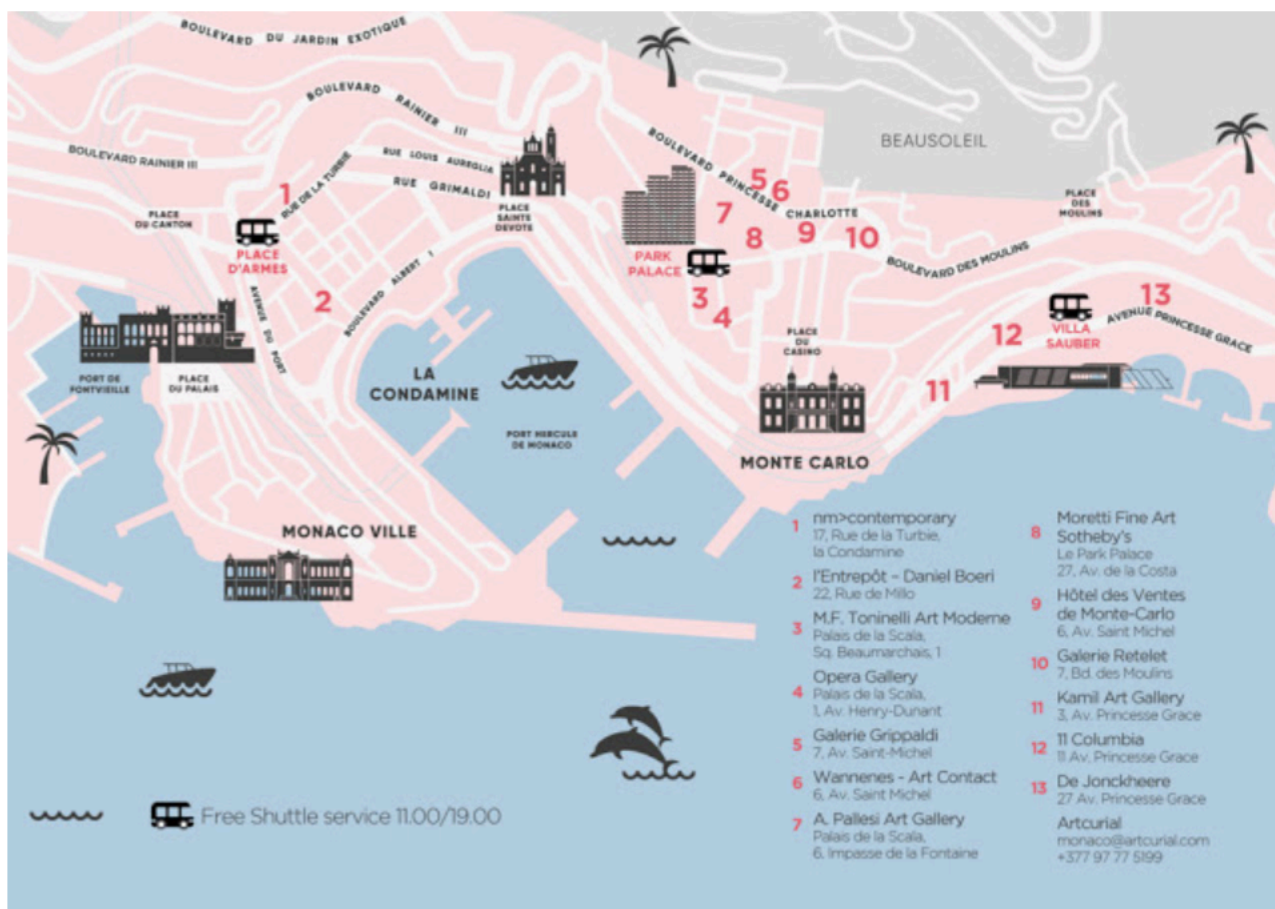 BOULEVARD DU JARDIN EXOTIQUE
BOULEVARD RAINIER III
BOULEVARD RAINIER III
RUE DE LA TURBIE
RUE LOUIS AUREGLIA
RUE GRIMALDI
BOULEVARD PRINCESSE CHARLOTTE
BEAUSOLEIL
PLACE
DES
MOULINS
PLACE
DU CANTON
1
PLACE
SAINTE
DEVOTE
5
6
7
8
9
10
PLACE
D'ARMES
PARK
PALACE
BOULEVARD DES MOULINS
2
BOULEVARD ALBERT I
AVENUE DU PORT
3
4
13
12
VILLA
SAUBER
AVENUE PRINCESSE GRACE
PLACE
DU
CASINO
11
PORT DE
FONTVIEILLE
PLACE
DU PALAIS
LA
CONDAMINE
PORT HERCULE
DE MONACO
MONTE CARLO
MONACO VILLE
1 nm>contemporary
17, Rue de la Turbie,
la Condamine
2 l'Entrepôt – Daniel Boeri
22, Rue de Millo
3 M.F. Toninelli Art Moderne
Palais de la Scala,
Sq. Beaumarchais, 1
4 Opera Gallery
Palais de la Scala,
1, Av. Henry-Dunant
5 Galerie Grippaldi
7, Av. Saint-Michel
6 Wannenes - Art Contact
6, Av. Saint Michel
7 A. Pallesi Art Gallery
Palais de la Scala,
6, Impasse de la Fontaine
8 Moretti Fine Art
Sotheby's
Le Park Palace
27, Av. de la Costa
9 Hôtel des Ventes
de Monte-Carlo
6, Av. Saint Michel
10 Galerie Retelet
7, Bd. des Moulins
11 Kamil Art Gallery
3, Av. Princesse Grace
12 11 Columbia
11 Av. Princesse Grace
13 De Jonckheere
27 Av. Princesse Grace
Artcurial
monaco@artcurial.com
+377 97 77 5199
Free Shuttle service 11.00/19.00